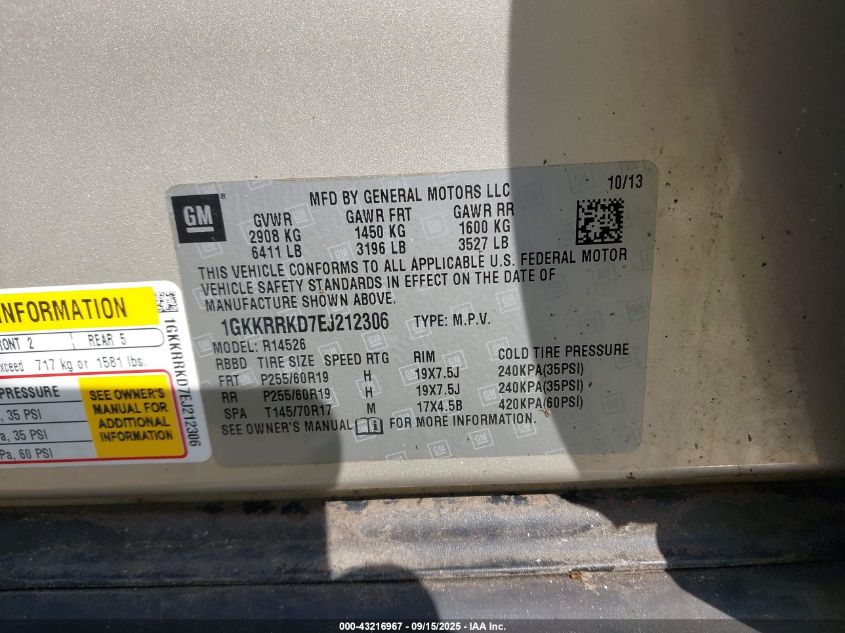 GM
MFD BY GENERAL MOTORS LLC 10/13
GVWR GAWR FRT GAWR RR
2908 KG 1450 KG 1600 KG
6411 LB 3196 LB 3527 LB
THIS VEHICLE CONFORMS TO ALL APPLICABLE U.S. FEDERAL MOTOR
VEHICLE SAFETY STANDARDS IN EFFECT ON THE DATE OF
MANUFACTURE SHOWN ABOVE.
1GKKRRKD7EJ212306 TYPE: M.P.V.
MODEL: R14526
RBBD TIRE SIZE SPEED RTG RIM COLD TIRE PRESSURE
FRT P255/60R19 H 19X7.5J 240KPA(35PSI)
RR P255/60R19 H 19X7.5J 240KPA(35PSI)
SPA T145/70R17 M 17X4.5B 420KPA(60PSI)
SEE OWNER'S MANUAL FOR MORE INFORMATION.
INFORMATION
RONT 2 REAR 5
xceed 717 kg or 1581 lbs.
PRESSURE
, 35 PSI
a, 35 PSI
Pa, 60 PSI
SEE OWNER'S
MANUAL FOR
ADDITIONAL
INFORMATION
1GKKRRKD7EJ212306
000-43216967 - 09/15/2025 - IAA Inc.